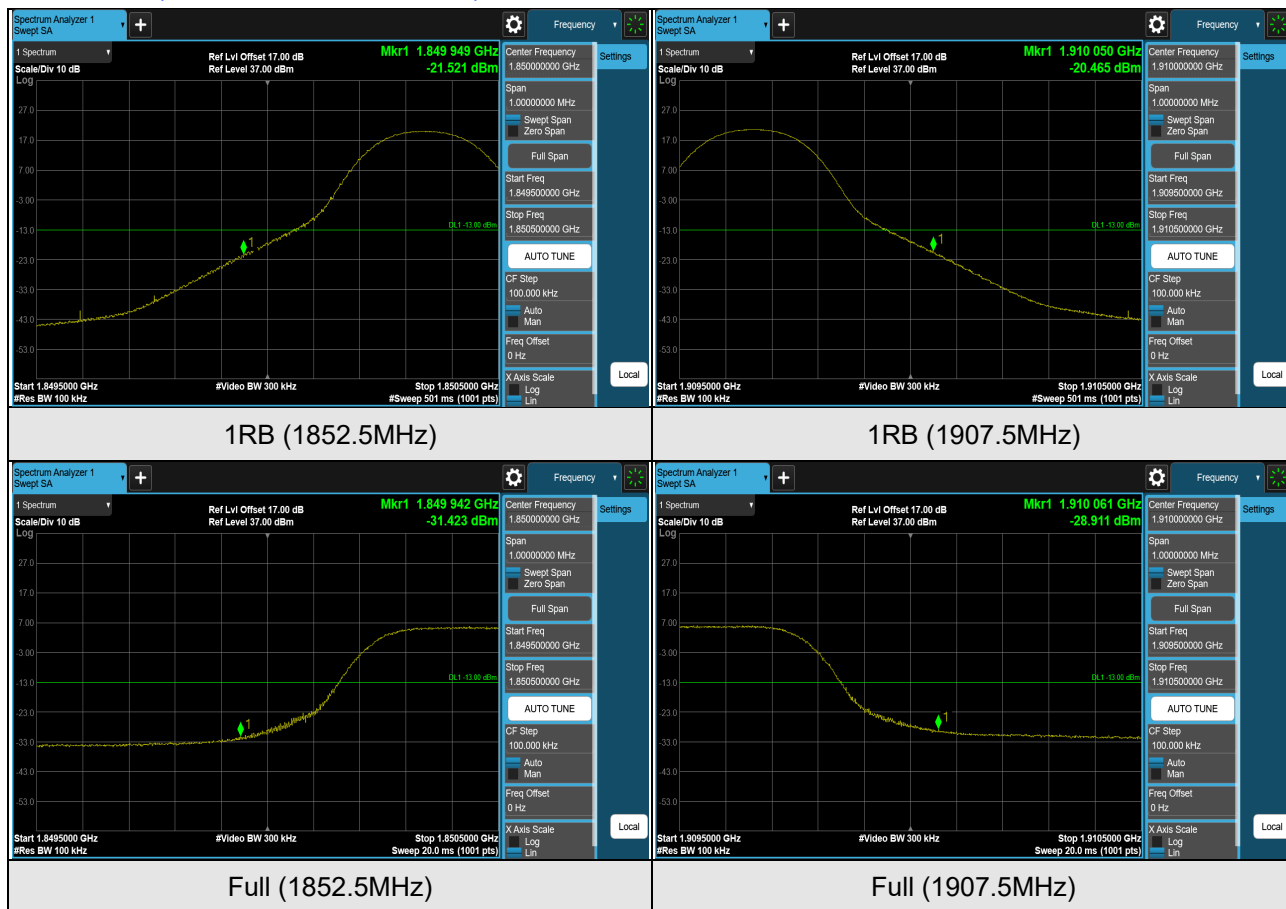 Spectrum Analyzer 1
Swept SA
+
Frequency
1 Spectrum
Scale/Div 10 dB
Log
Ref Lvl Offset 17.00 dB
Ref Level 37.00 dBm
Mkr1 1.849 949 GHz
-21.521 dBm
27.0
17.0
7.00
-3.00
-13.0
-23.0
-33.0
-43.0
-53.0
DL1 -13.00 dBm
1
Start 1.8495000 GHz
#Res BW 100 kHz
#Video BW 300 kHz
Stop 1.8505000 GHz
#Sweep 501 ms (1001 pts)
Center Frequency
1.850000000 GHz
Settings
Span
1.00000000 MHz
Swept Span
Zero Span
Full Span
Start Freq
1.849500000 GHz
Stop Freq
1.850500000 GHz
AUTO TUNE
CF Step
100.000 kHz
Auto
Man
Freq Offset
0 Hz
X Axis Scale
Log
Lin
Local
Spectrum Analyzer 1
Swept SA
+
Frequency
1 Spectrum
Scale/Div 10 dB
Log
Ref Lvl Offset 17.00 dB
Ref Level 37.00 dBm
Mkr1 1.910 050 GHz
-20.465 dBm
27.0
17.0
7.00
-3.00
-13.0
-23.0
-33.0
-43.0
-53.0
DL1 -13.00 dBm
1
Start 1.9095000 GHz
#Res BW 100 kHz
#Video BW 300 kHz
Stop 1.9105000 GHz
#Sweep 501 ms (1001 pts)
Center Frequency
1.910000000 GHz
Settings
Span
1.00000000 MHz
Swept Span
Zero Span
Full Span
Start Freq
1.909500000 GHz
Stop Freq
1.910500000 GHz
AUTO TUNE
CF Step
100.000 kHz
Auto
Man
Freq Offset
0 Hz
X Axis Scale
Log
Lin
Local
1RB (1852.5MHz)
1RB (1907.5MHz)
Spectrum Analyzer 1
Swept SA
+
Frequency
1 Spectrum
Scale/Div 10 dB
Log
Ref Lvl Offset 17.00 dB
Ref Level 37.00 dBm
Mkr1 1.849 942 GHz
-31.423 dBm
27.0
17.0
7.00
-3.00
-13.0
-23.0
-33.0
-43.0
-53.0
DL1 -13.00 dBm
1
Start 1.8495000 GHz
#Res BW 100 kHz
#Video BW 300 kHz
Stop 1.8505000 GHz
Sweep 20.0 ms (1001 pts)
Center Frequency
1.850000000 GHz
Settings
Span
1.00000000 MHz
Swept Span
Zero Span
Full Span
Start Freq
1.849500000 GHz
Stop Freq
1.850500000 GHz
AUTO TUNE
CF Step
100.000 kHz
Auto
Man
Freq Offset
0 Hz
X Axis Scale
Log
Lin
Local
Spectrum Analyzer 1
Swept SA
+
Frequency
1 Spectrum
Scale/Div 10 dB
Log
Ref Lvl Offset 17.00 dB
Ref Level 37.00 dBm
Mkr1 1.910 061 GHz
-28.911 dBm
27.0
17.0
7.00
-3.00
-13.0
-23.0
-33.0
-43.0
-53.0
DL1 -13.00 dBm
1
Start 1.9095000 GHz
#Res BW 100 kHz
#Video BW 300 kHz
Stop 1.9105000 GHz
Sweep 20.0 ms (1001 pts)
Center Frequency
1.910000000 GHz
Settings
Span
1.00000000 MHz
Swept Span
Zero Span
Full Span
Start Freq
1.909500000 GHz
Stop Freq
1.910500000 GHz
AUTO TUNE
CF Step
100.000 kHz
Auto
Man
Freq Offset
0 Hz
X Axis Scale
Log
Lin
Local
Full (1852.5MHz)
Full (1907.5MHz)